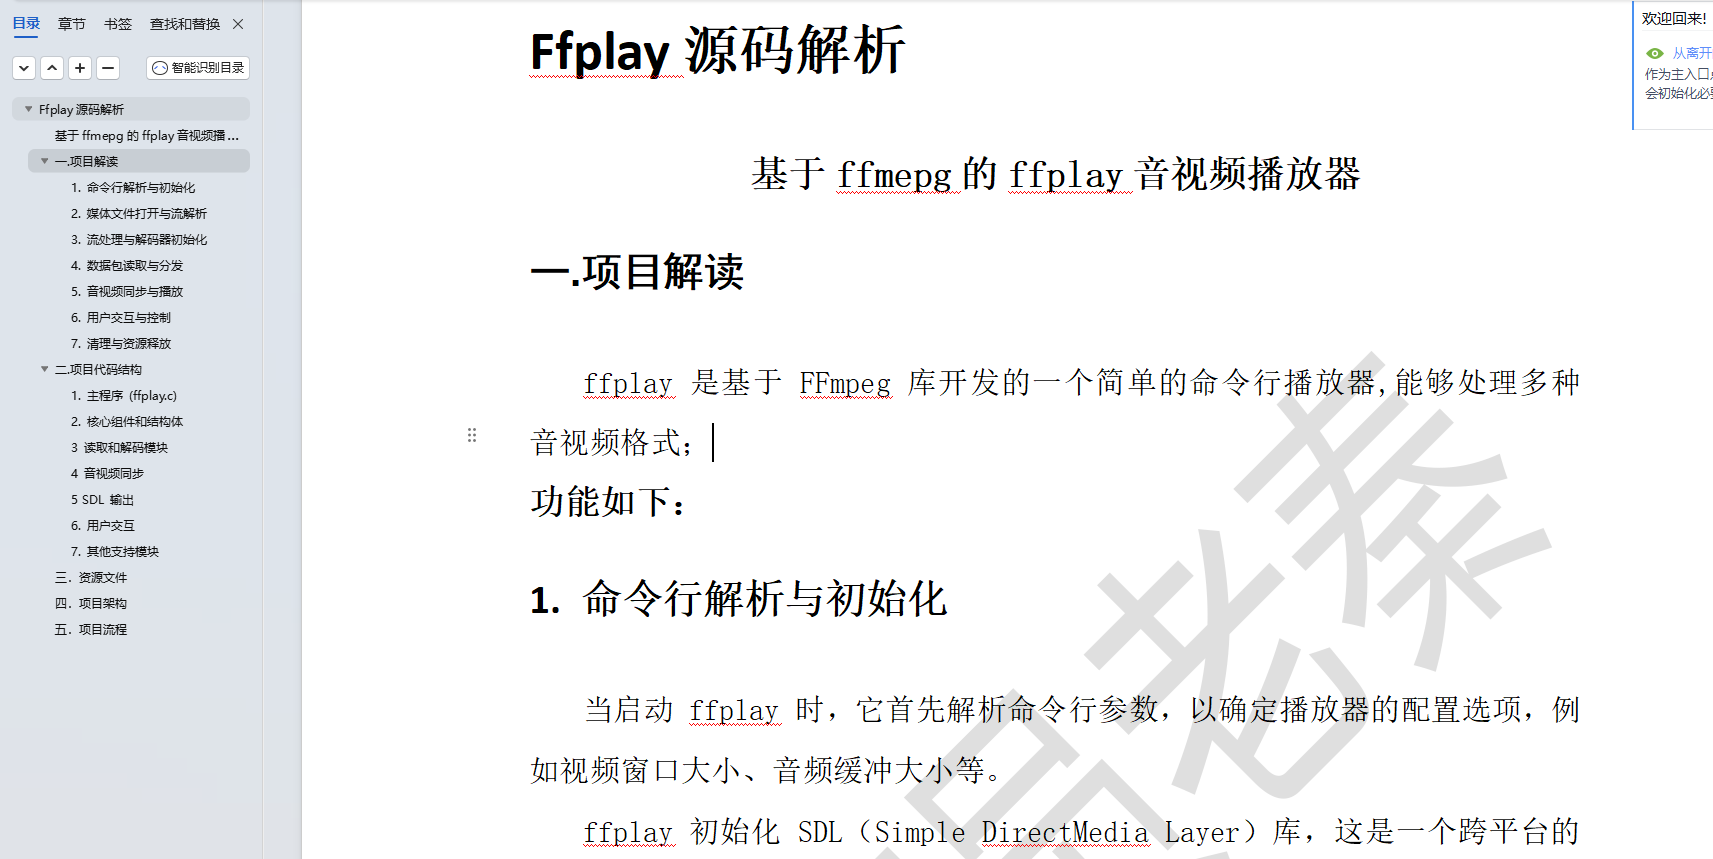 目录 章节 书签 查找和替换
智能识别目录
Ffplay 源码解析
基于 ffmepg 的 ffplay 音视频播...
一.项目解读
1. 命令行解析与初始化
2. 媒体文件打开与流解析
3. 流处理与解码器初始化
4. 数据包读取与分发
5. 音视频同步与播放
6. 用户交互与控制
7. 清理与资源释放
二.项目代码结构
1. 主程序 (ffplay.c)
2. 核心组件和结构体
3 读取和解码模块
4 音视频同步
5 SDL 输出
6. 用户交互
7. 其他支持模块
三. 资源文件
四. 项目架构
五. 项目流程
Ffplay 源码解析
基于 ffmepg 的 ffplay 音视频播放器
一.项目解读
ffplay 是基于 FFmpeg 库开发的一个简单的命令行播放器,能够处理多种
音视频格式；
功能如下：
1. 命令行解析与初始化
当启动 ffplay 时，它首先解析命令行参数，以确定播放器的配置选项，例
如视频窗口大小、音频缓冲大小等。
ffplay 初始化 SDL（Simple DirectMedia Layer）库，这是一个跨平台的
老秦
欢迎回来!
从离开
作为主入口
会初始化必